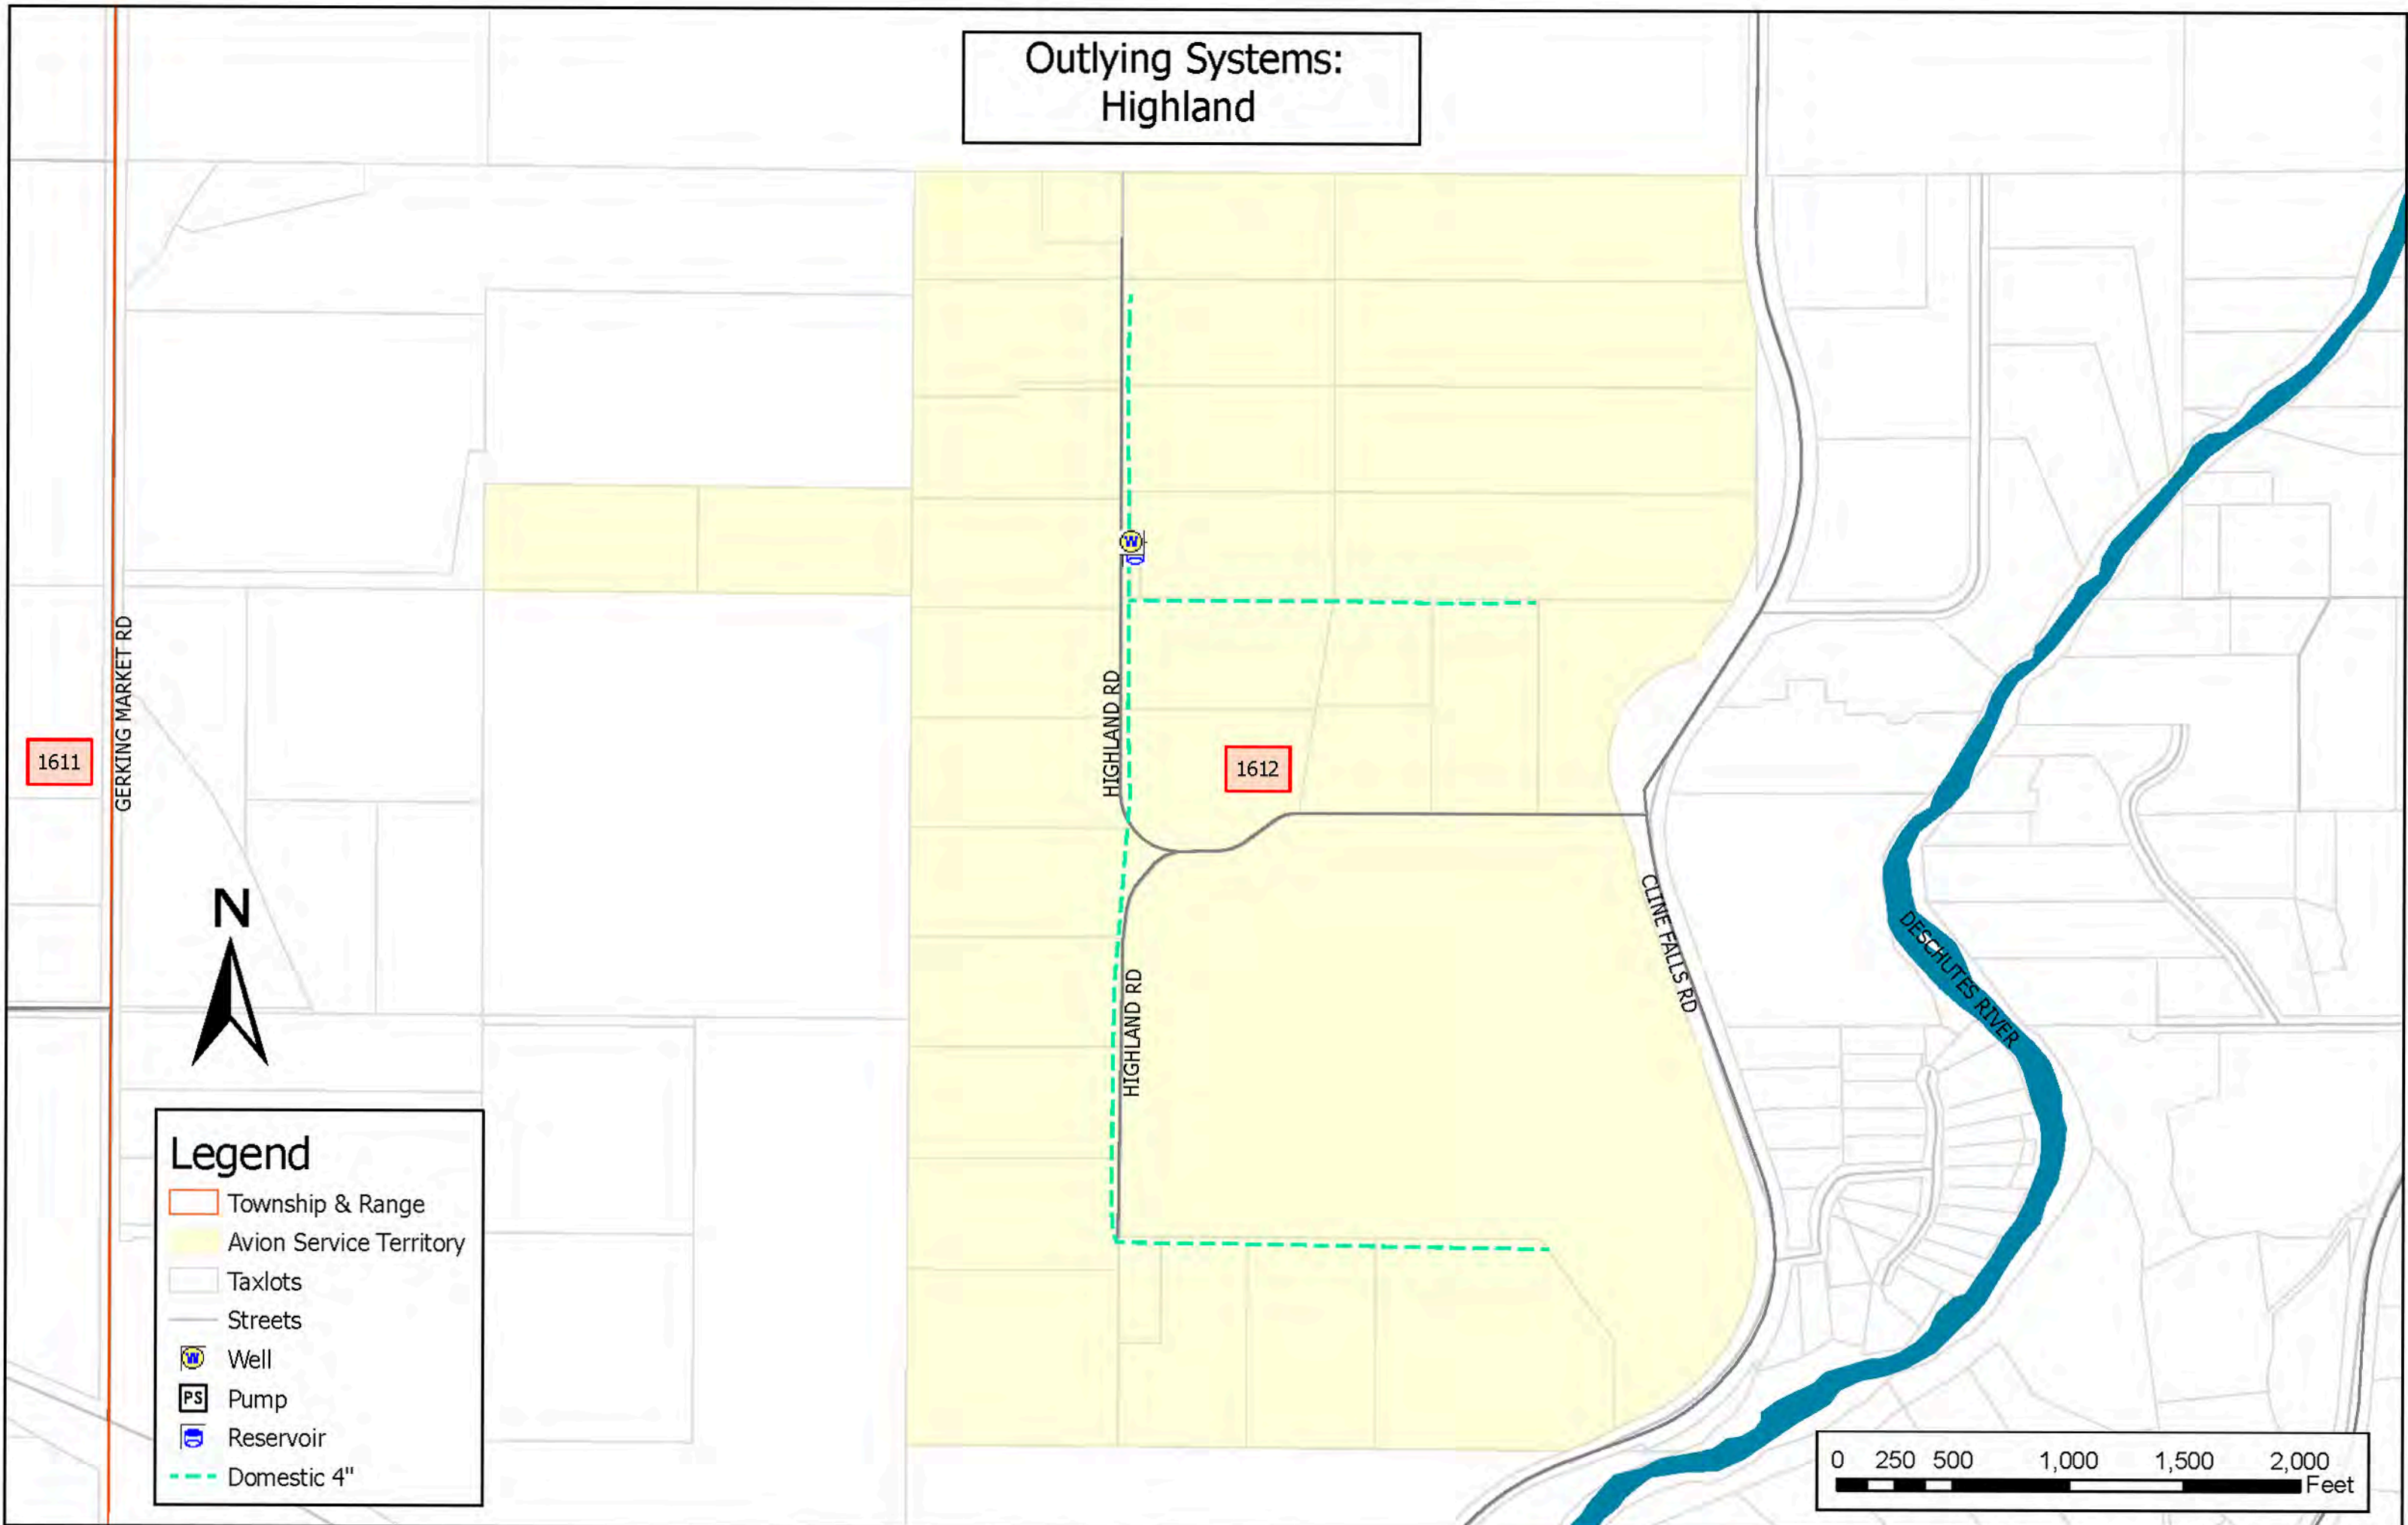 Outlying Systems:
Highland
W
GERKING MARKET RD
HIGHLAND RD
1611
1612
CLINE FALLS RD
DESCHUTES RIVER
N
HIGHLAND RD
Legend
Township & Range
Avion Service Territory
Taxlots
Streets
W Well
PS Pump
Reservoir
Domestic 4"
0 250 500 1,000 1,500 2,000
Feet